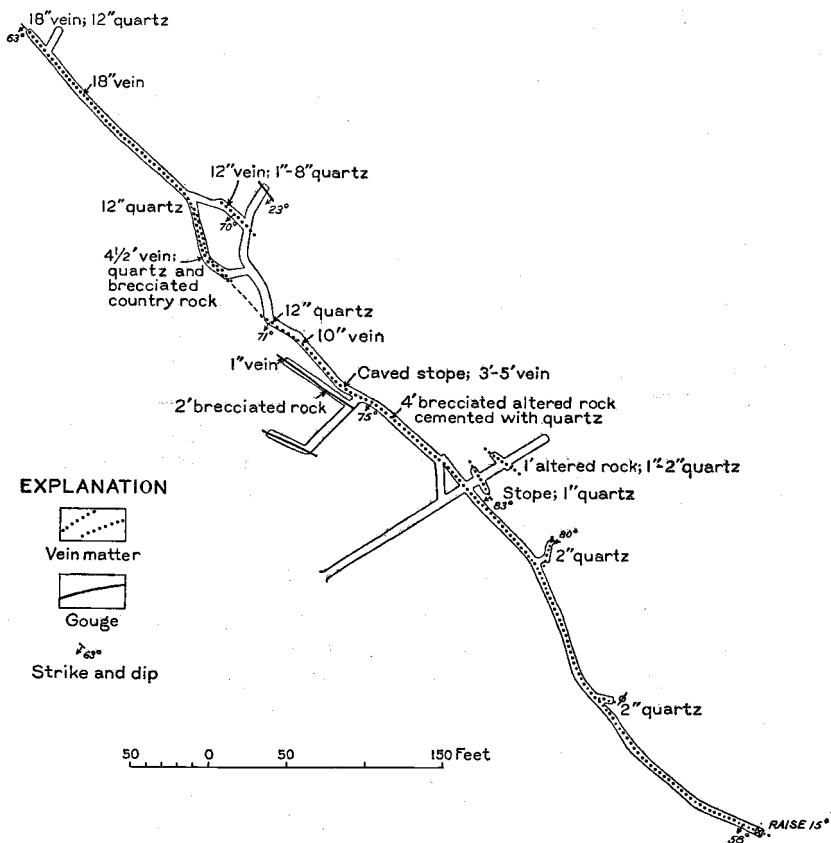 18" vein; 12" quartz
63°
18" vein
12" vein; 1"-8" quartz
12" quartz
23°
70°
4½' vein;
quartz and
brecciated
country rock
12" quartz
71°
10" vein
1" vein
Caved stope; 3'-5' vein
2' brecciated rock
75°
4' brecciated altered rock
cemented with quartz
1' altered rock; 1"-2" quartz
Stope; 1" quartz
83°
EXPLANATION
Vein matter
Gouge
63°
Strike and dip
80°
2" quartz
2" quartz
50 0 50 150 Feet
RAISE 15°
58°